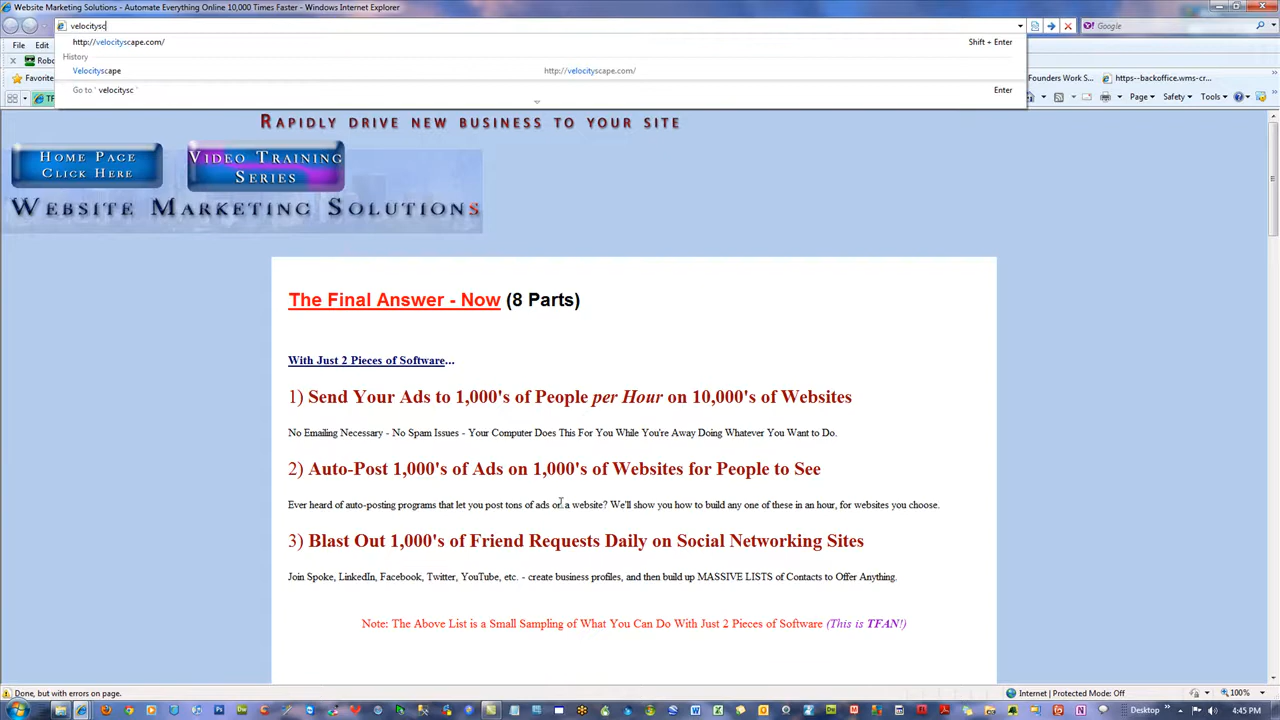 Website Marketing Solutions - Automate Everything Online 10,000 Times Faster - Windows Internet Explorer
velocitysc
Google
http://velocityscape.com/ Shift + Enter
File Edit
History
Robo
Velocityscape http://velocityscape.com/
Favorite
Founders Work S... https--backoffice.wms-cr...
Go to ' velocitysc ' Enter
TF
Page Safety Tools
RAPIDLY DRIVE NEW BUSINESS TO YOUR SITE
HOME PAGE
CLICK HERE
VIDEO TRAINING
SERIES
WEBSITE MARKETING SOLUTIONS
The Final Answer - Now (8 Parts)
With Just 2 Pieces of Software...
1) Send Your Ads to 1,000's of People per Hour on 10,000's of Websites
No Emailing Necessary - No Spam Issues - Your Computer Does This For You While You're Away Doing Whatever You Want to Do.
2) Auto-Post 1,000's of Ads on 1,000's of Websites for People to See
Ever heard of auto-posting programs that let you post tons of ads on a website? We'll show you how to build any one of these in an hour, for websites you choose.
3) Blast Out 1,000's of Friend Requests Daily on Social Networking Sites
Join Spoke, LinkedIn, Facebook, Twitter, YouTube, etc. - create business profiles, and then build up MASSIVE LISTS of Contacts to Offer Anything.
Note: The Above List is a Small Sampling of What You Can Do With Just 2 Pieces of Software (This is TFAN!)
Done, but with errors on page.
Internet | Protected Mode: Off
100%
Desktop
4:45 PM